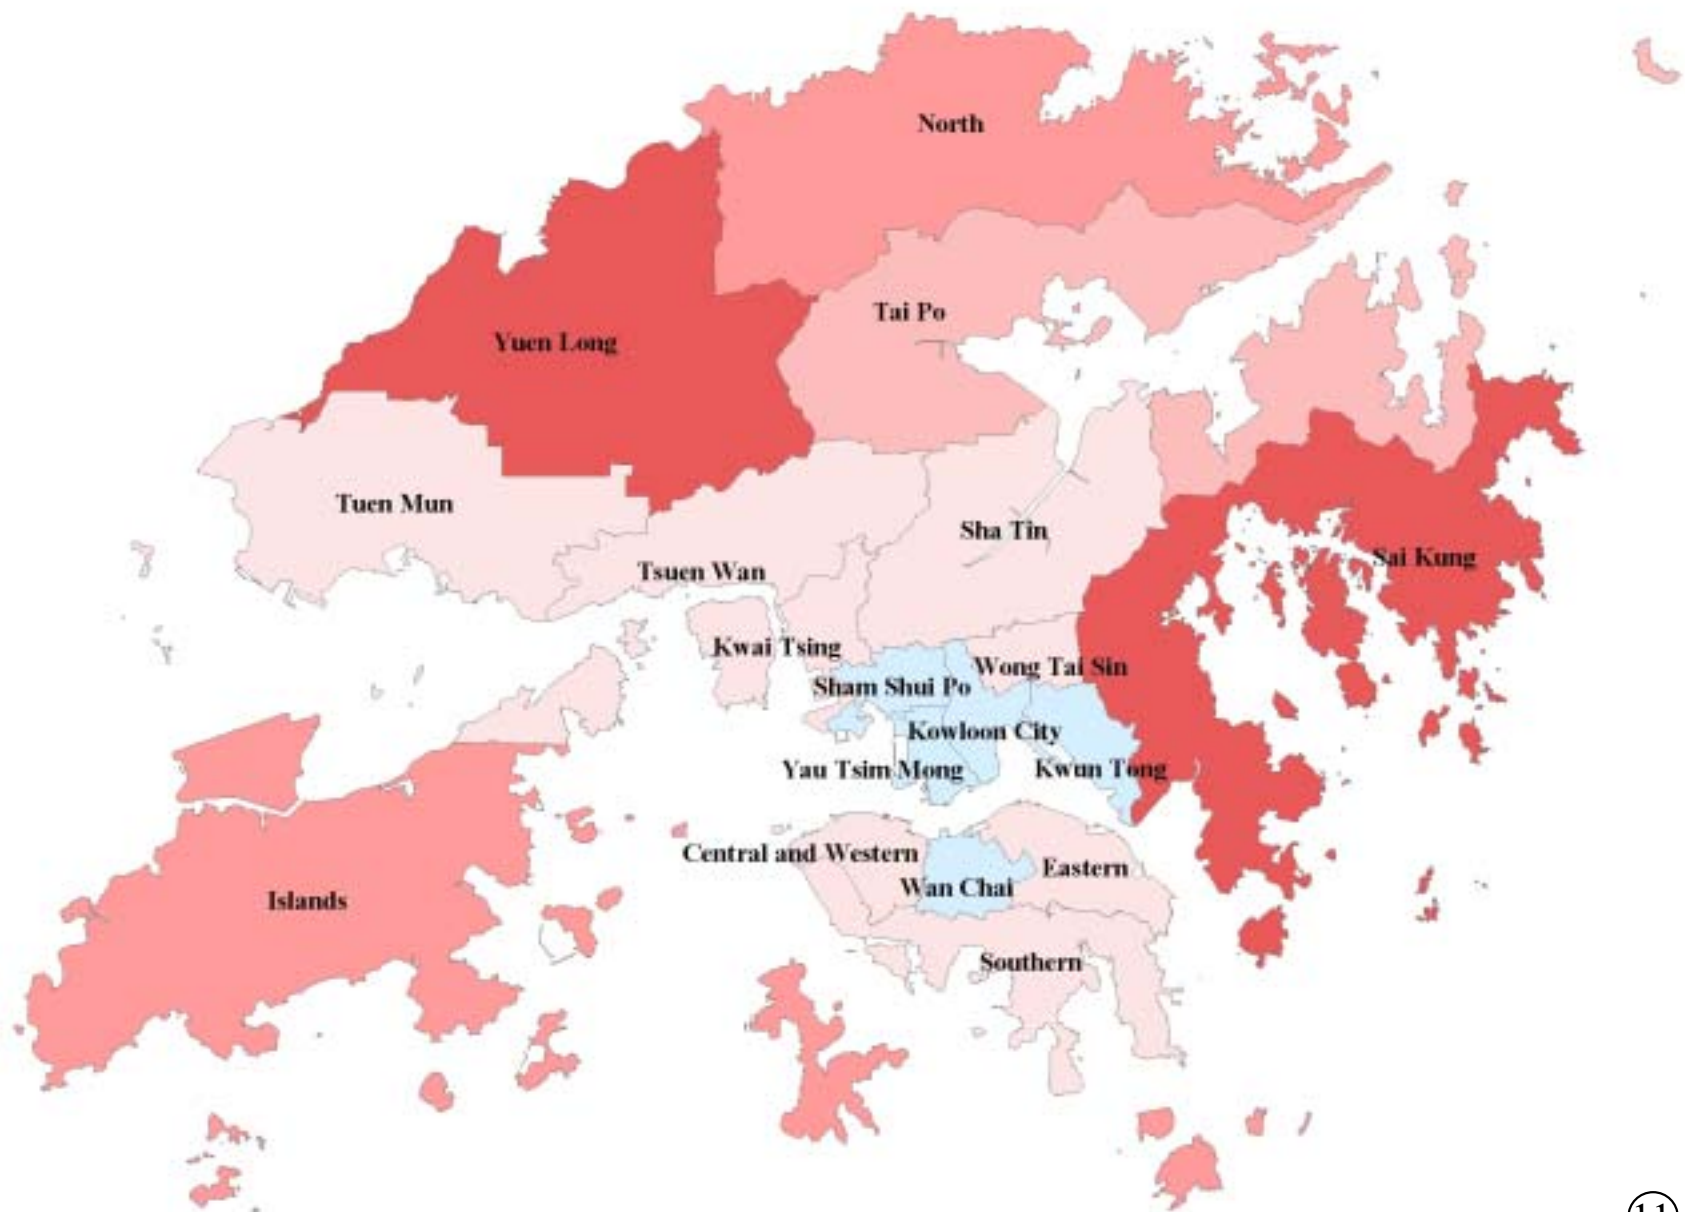 North
Tai Po
Yuen Long
Tuen Mun
Sha Tin
Sai Kung
Tsuen Wan
Kwai Tsing
Wong Tai Sin
Sham Shui Po
Kowloon City
Yau Tsim Mong
Kwun Tong
Central and Western
Eastern
Wan Chai
Islands
Southern
11